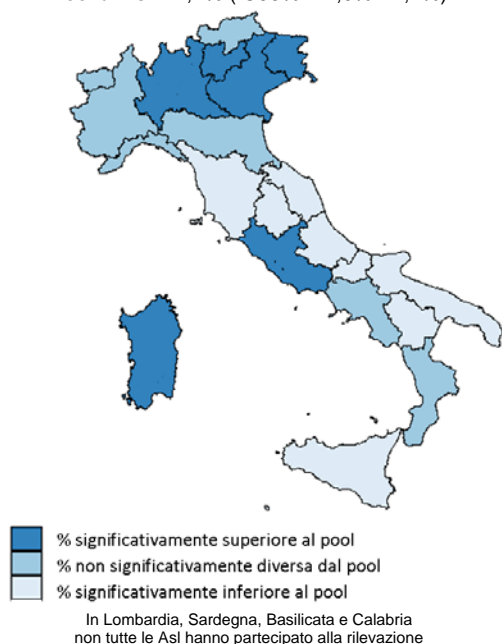 % significativamente superiore al pool
% non significativamente diversa dal pool
% significativamente inferiore al pool
In Lombardia, Sardegna, Basilicata e Calabria
non tutte le Asl hanno partecipato alla rilevazione